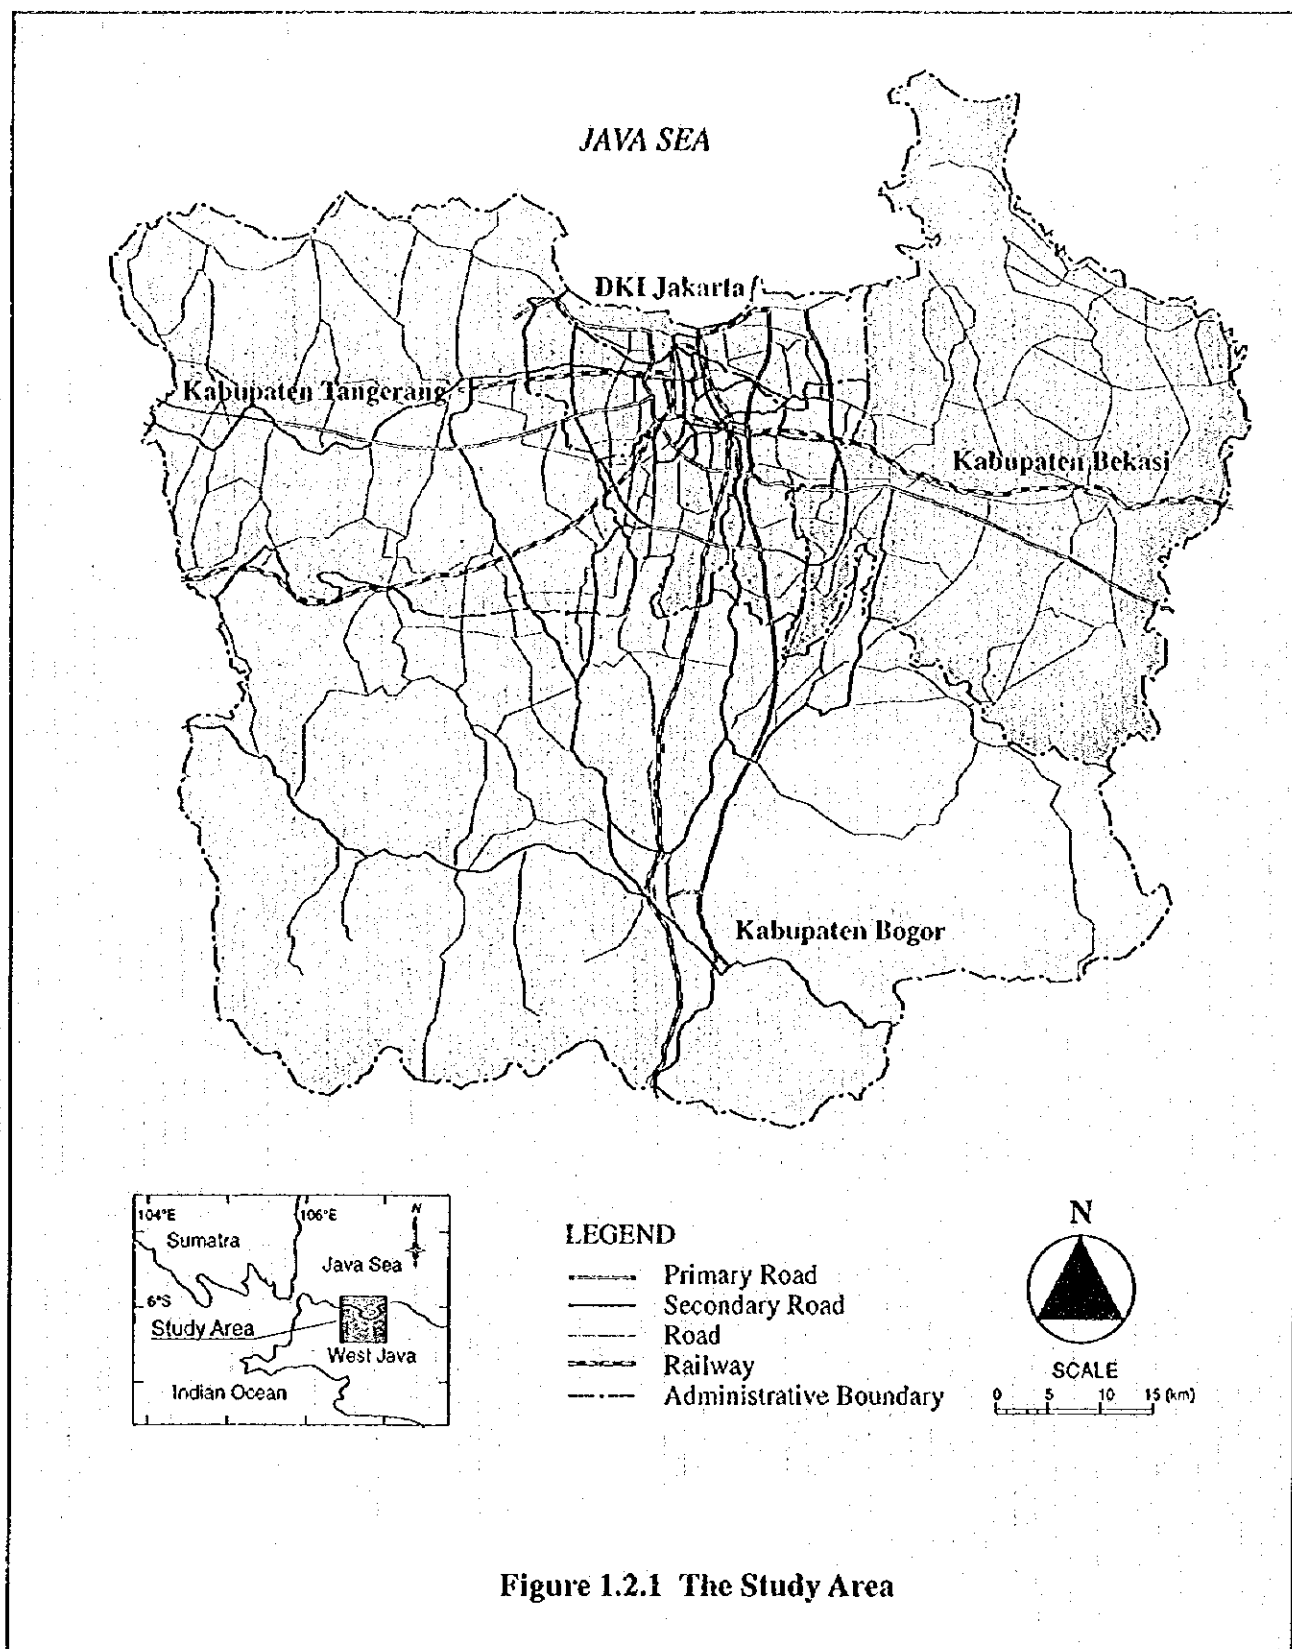 JAVA SEA
DKI Jakarta
Kabupaten Tangerang
Kabupaten Bekasi
Kabupaten Bogor
104°E
106°E
N
Sumatra
Java Sea
6°S
Study Area
West Java
Indian Ocean
LEGEND
Primary Road
Secondary Road
Road
Railway
Administrative Boundary
N
SCALE
0 5 10 15 (km)
Figure 1.2.1 The Study Area